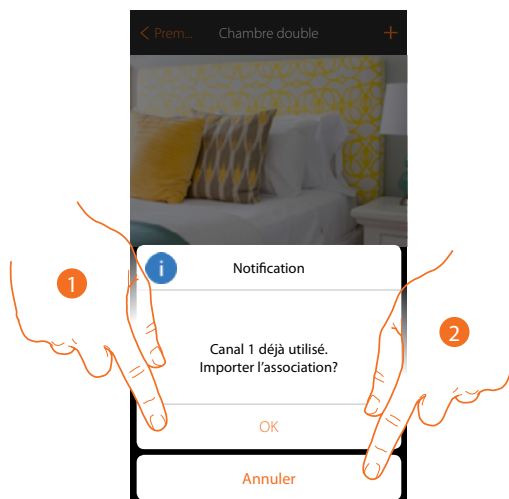 < Prem... Chambre double +
i Notification
1
2
Canal 1 déjà utilisé.
Importer l'association?
OK
Annuler